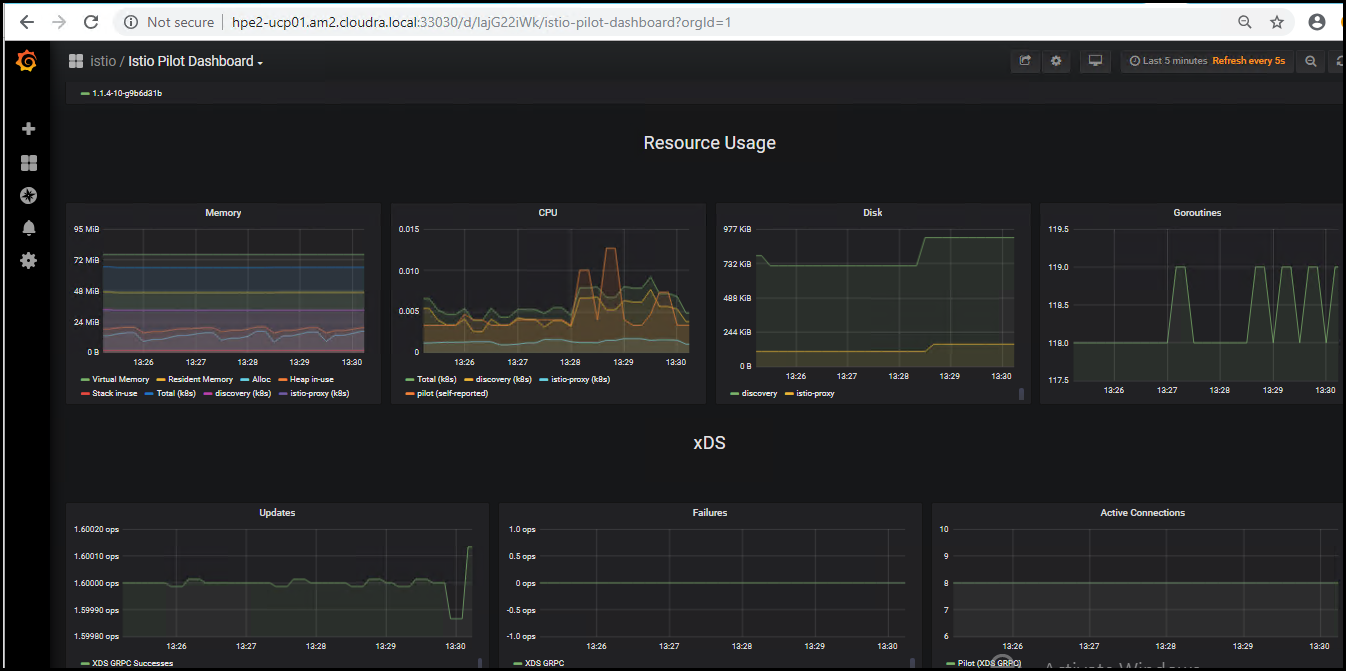 Not secure | hpe2-ucp01.am2.cloudra.local:33030/d/IajG22iWk/istio-pilot-dashboard?orgId=1
istio / Istio Pilot Dashboard
Last 5 minutes Refresh every 5s
1.1.4-10-g9b6d31b
Resource Usage
Memory
95 MiB
72 MiB
48 MiB
24 MiB
0 B
13:26 13:27 13:28 13:29 13:30
Virtual Memory Resident Memory Alloc Heap in-use
Stack in-use Total (k8s) discovery (k8s) istio-proxy (k8s)
CPU
0.015
0.010
0.005
0
13:26 13:27 13:28 13:29 13:30
Total (k8s) discovery (k8s) istio-proxy (k8s)
pilot (self-reported)
Disk
977 KiB
732 KiB
488 KiB
244 KiB
0 B
13:26 13:27 13:28 13:29 13:30
discovery istio-proxy
Goroutines
119.5
119.0
118.5
118.0
117.5
13:26 13:27 13:28 13:29 13:30
xDS
Updates
1.60020 ops
1.60010 ops
1.60000 ops
1.59990 ops
1.59980 ops
13:26 13:27 13:28 13:29 13:30
XDS GRPC Successes
Failures
1.0 ops
0.5 ops
0 ops
-0.5 ops
-1.0 ops
13:26 13:27 13:28 13:29 13:30
XDS GRPC
Active Connections
10
9
8
7
6
13:26 13:27 13:28 13:29 13:30
Pilot (XDS GRPC)
Activate Windows